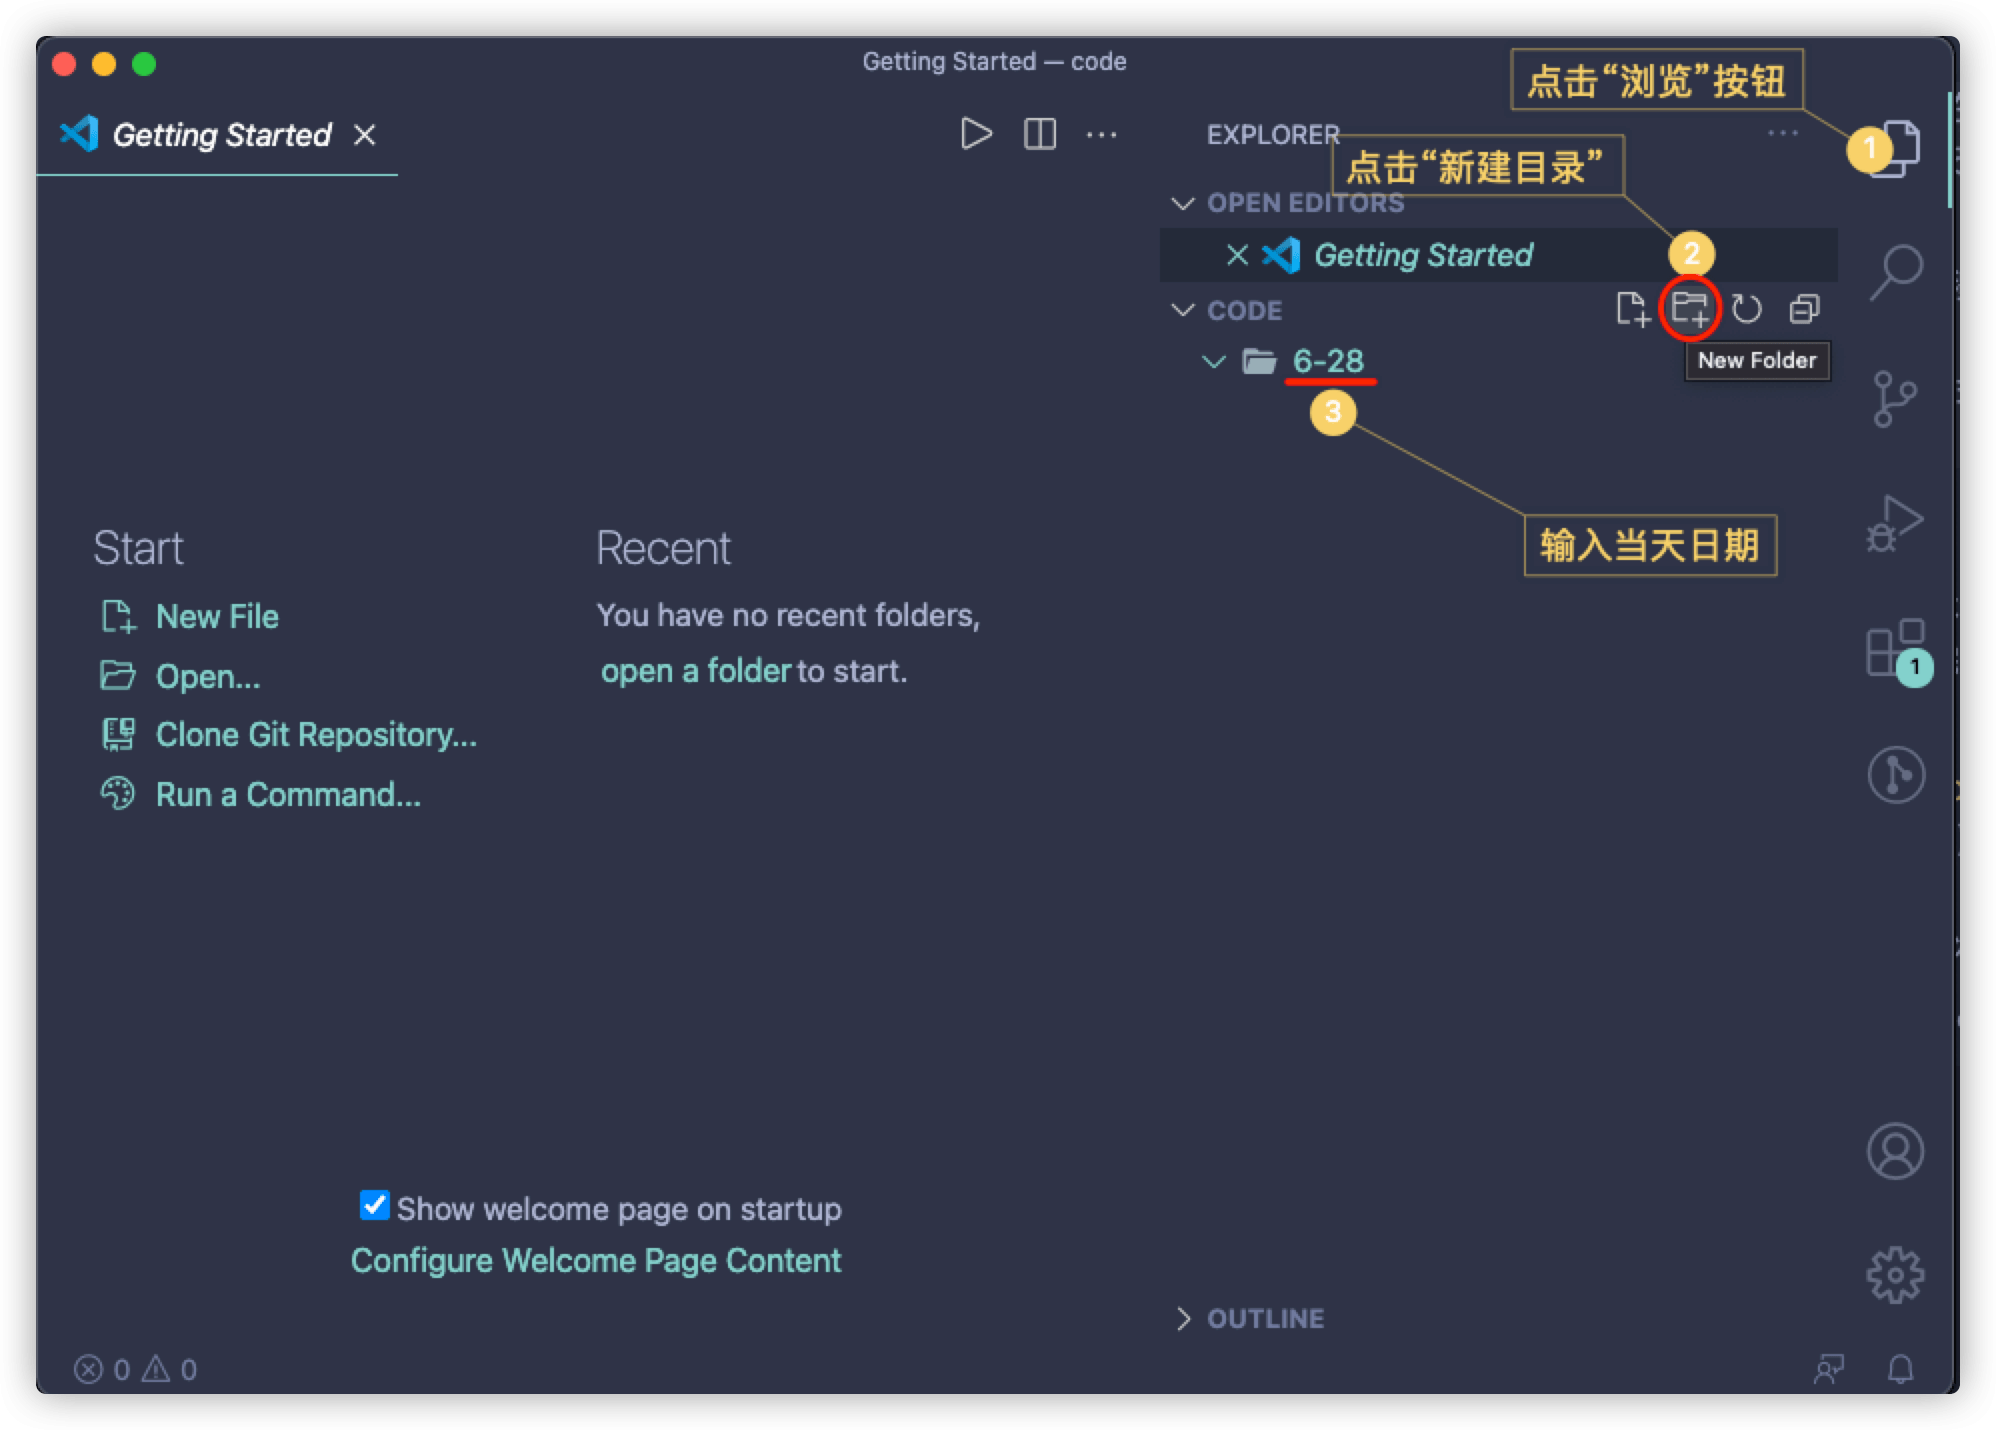 Getting Started — code
点击“浏览”按钮
Getting Started
EXPLORER
1
点击“新建目录”
OPEN EDITORS
Getting Started
2
CODE
New Folder
6-28
3
输入当天日期
Start
New File
Open...
Clone Git Repository...
Run a Command...
Recent
You have no recent folders,
open a folder to start.
1
Show welcome page on startup
Configure Welcome Page Content
OUTLINE
0 0